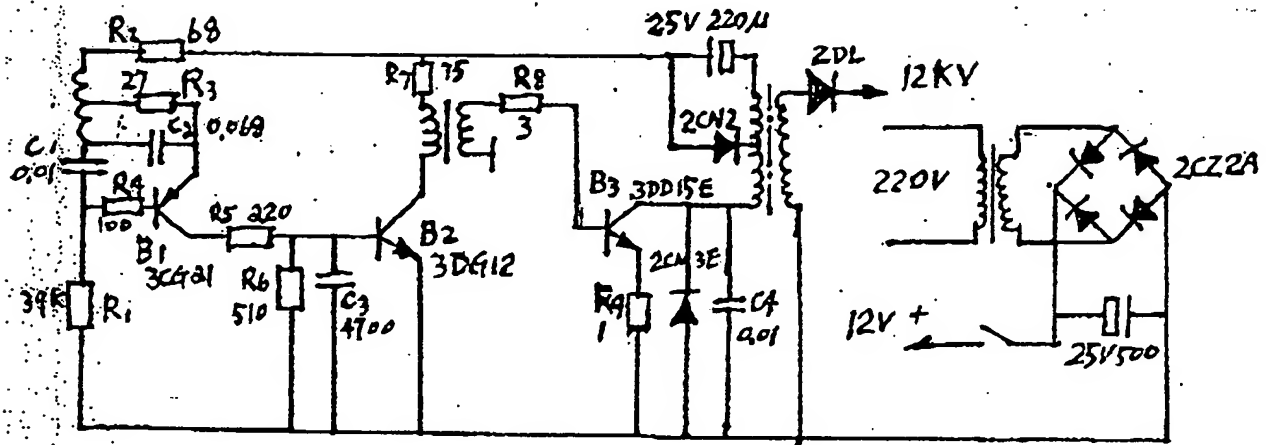 R2 68
27 R3
C2 0.068
C1
0.01
R4
100
B1
3CG21
39K R1
R5 220
R6
510
C3
4700
R7 75
B2
3DG12
R8
3
25V 220μ
2CN2
2DL
12KV
B3 3DD15E
R9
1
2CN3E
C4
0.01
220V
2CZ2A
12V +
25V500